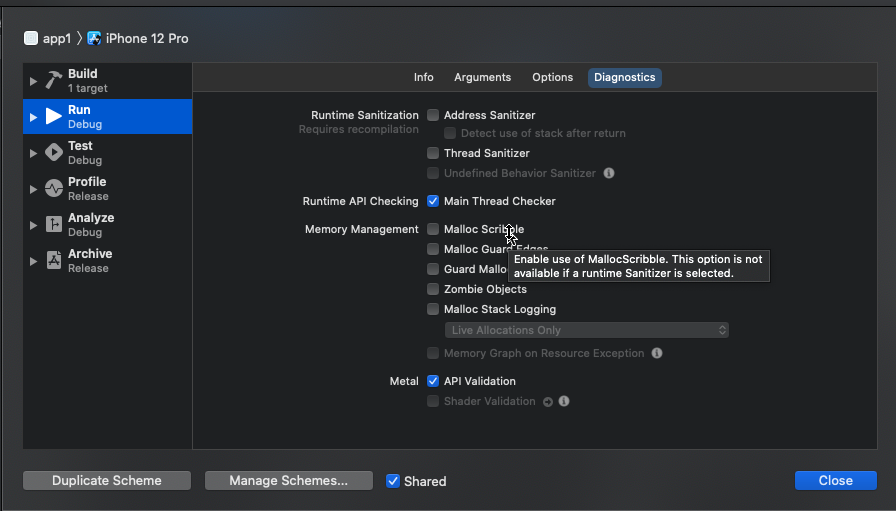 app1 〉 iPhone 12 Pro
Build
1 target
Run
Debug
Test
Debug
Profile
Release
Analyze
Debug
Archive
Release
Info Arguments Options Diagnostics
Runtime Sanitization
Requires recompilation
Address Sanitizer
Detect use of stack after return
Thread Sanitizer
Undefined Behavior Sanitizer
Runtime API Checking
Main Thread Checker
Memory Management
Malloc Scribble
Malloc Guard Edges
Guard Mallo
Enable use of MallocScribble. This option is not
available if a runtime Sanitizer is selected.
Zombie Objects
Malloc Stack Logging
Live Allocations Only
Memory Graph on Resource Exception
Metal
API Validation
Shader Validation
Duplicate Scheme
Manage Schemes...
Shared
Close